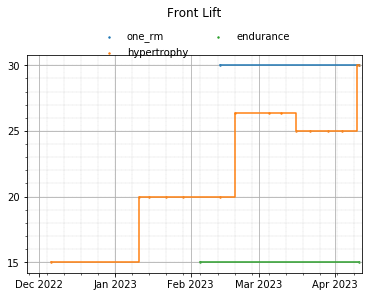 Front Lift
one_rm
endurance
hypertrophy
30
25
20
15
Dec 2022
Jan 2023
Feb 2023
Mar 2023
Apr 2023